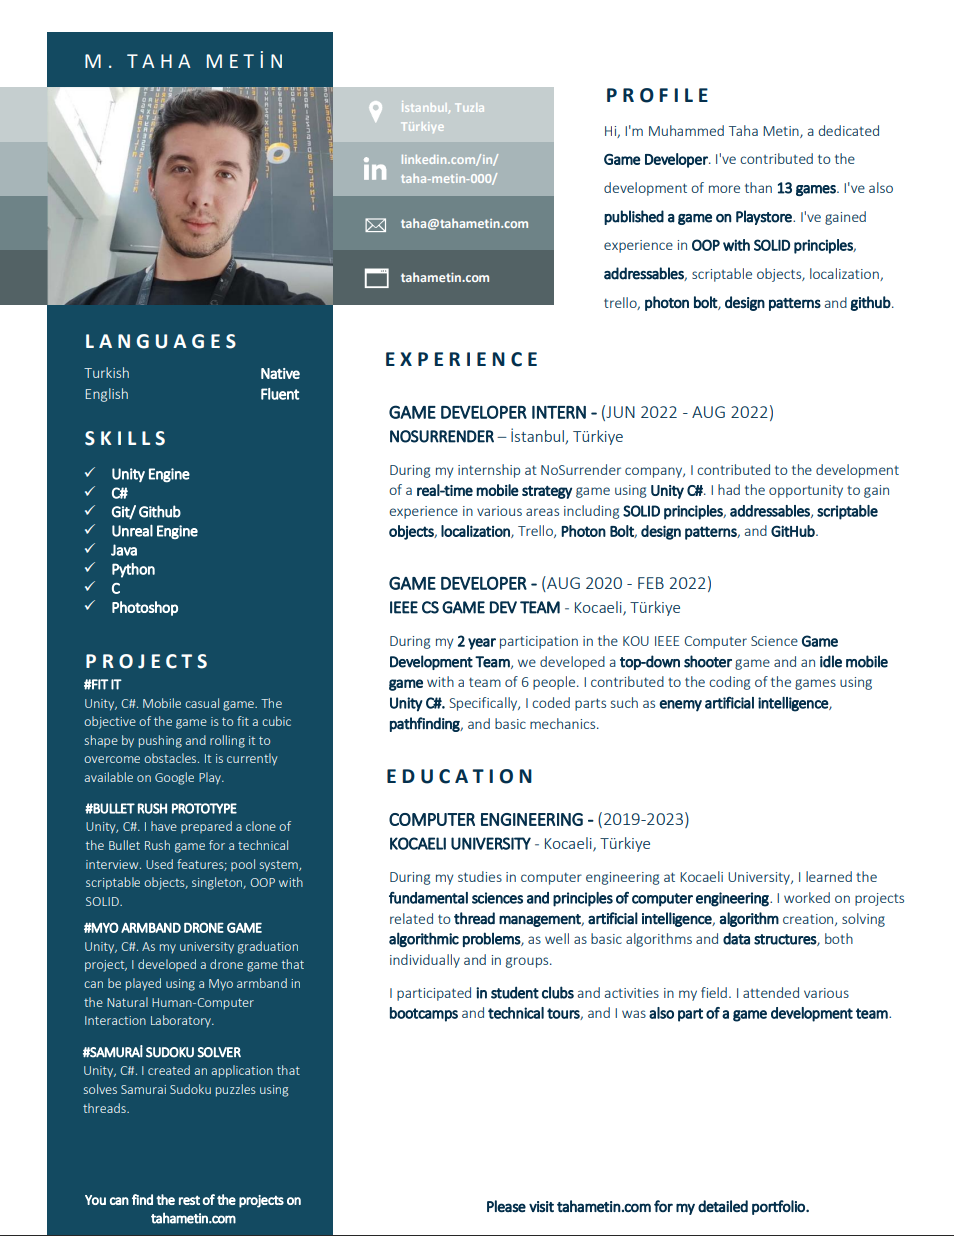 M. TAHA METİN
İstanbul, Tuzla
Türkiye
linkedin.com/in/
taha-metin-000/
taha@tahametin.com
tahametin.com
PROFILE
Hi, I'm Muhammed Taha Metin, a dedicated
Game Developer. I've contributed to the
development of more than 13 games. I've also
published a game on Playstore. I've gained
experience in OOP with SOLID principles,
addressables, scriptable objects, localization,
trello, photon bolt, design patterns and github.
LANGUAGES
Turkish Native
English Fluent
SKILLS
✓ Unity Engine
✓ C#
✓ Git/ Github
✓ Unreal Engine
✓ Java
✓ Python
✓ C
✓ Photoshop
PROJECTS
#FIT IT
Unity, C#. Mobile casual game. The
objective of the game is to fit a cubic
shape by pushing and rolling it to
overcome obstacles. It is currently
available on Google Play.
#BULLET RUSH PROTOTYPE
Unity, C#. I have prepared a clone of
the Bullet Rush game for a technical
interview. Used features; pool system,
scriptable objects, singleton, OOP with
SOLID.
#MYO ARMBAND DRONE GAME
Unity, C#. As my university graduation
project, I developed a drone game that
can be played using a Myo armband in
the Natural Human-Computer
Interaction Laboratory.
#SAMURAİ SUDOKU SOLVER
Unity, C#. I created an application that
solves Samurai Sudoku puzzles using
threads.
You can find the rest of the projects on
tahametin.com
EXPERIENCE
GAME DEVELOPER INTERN - (JUN 2022 - AUG 2022)
NOSURRENDER – İstanbul, Türkiye
During my internship at NoSurrender company, I contributed to the development
of a real-time mobile strategy game using Unity C#. I had the opportunity to gain
experience in various areas including SOLID principles, addressables, scriptable
objects, localization, Trello, Photon Bolt, design patterns, and GitHub.
GAME DEVELOPER - (AUG 2020 - FEB 2022)
IEEE CS GAME DEV TEAM - Kocaeli, Türkiye
During my 2 year participation in the KOU IEEE Computer Science Game
Development Team, we developed a top-down shooter game and an idle mobile
game with a team of 6 people. I contributed to the coding of the games using
Unity C#. Specifically, I coded parts such as enemy artificial intelligence,
pathfinding, and basic mechanics.
EDUCATION
COMPUTER ENGINEERING - (2019-2023)
KOCAELI UNIVERSITY - Kocaeli, Türkiye
During my studies in computer engineering at Kocaeli University, I learned the
fundamental sciences and principles of computer engineering. I worked on projects
related to thread management, artificial intelligence, algorithm creation, solving
algorithmic problems, as well as basic algorithms and data structures, both
individually and in groups.
I participated in student clubs and activities in my field. I attended various
bootcamps and technical tours, and I was also part of a game development team.
Please visit tahametin.com for my detailed portfolio.